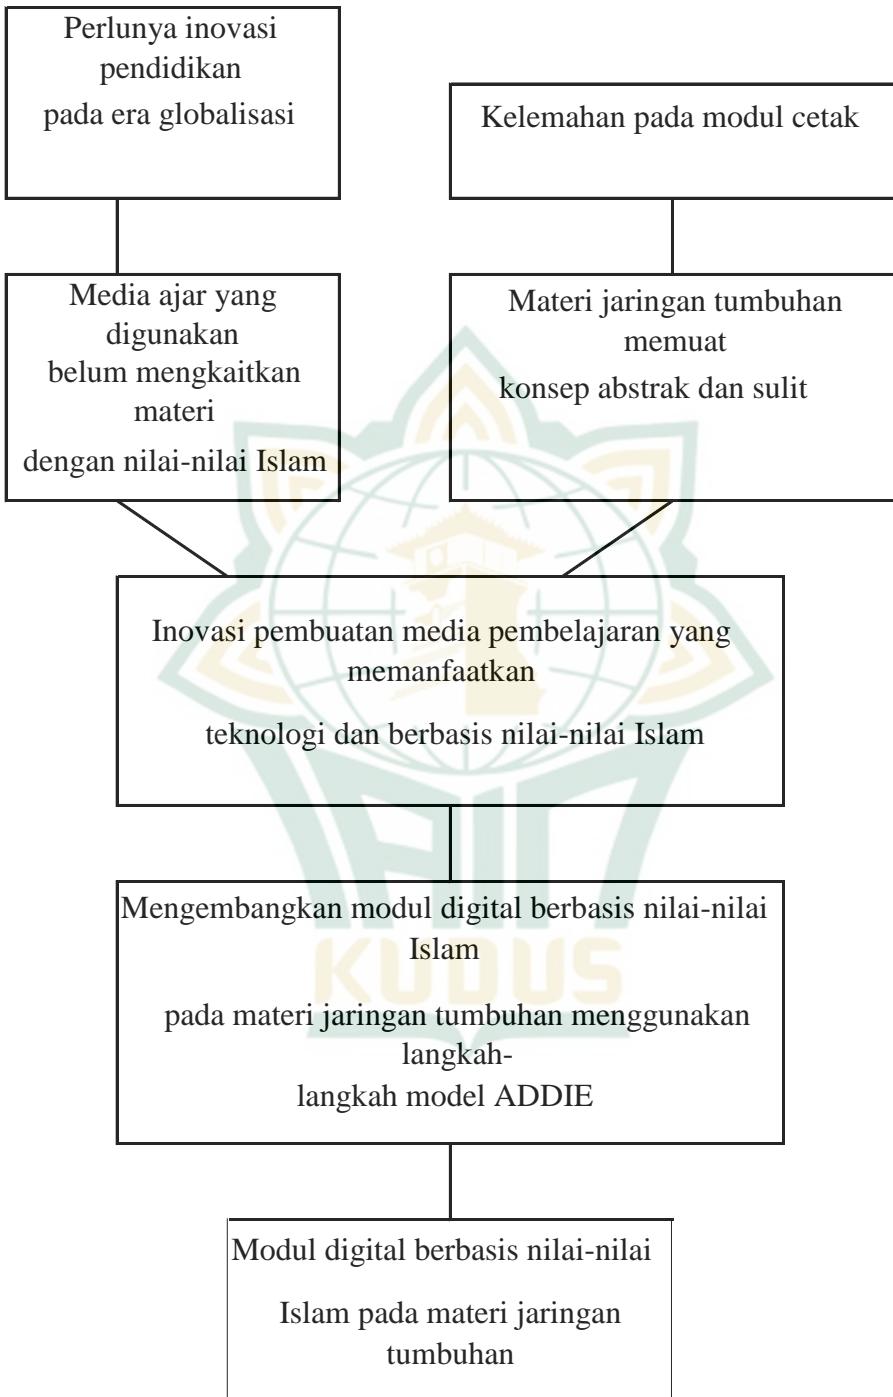 Perlunya inovasi
pendidikan
pada era globalisasi
Kelemahan pada modul cetak
Media ajar yang
digunakan
belum mengkaitkan
materi
dengan nilai-nilai Islam
Materi jaringan tumbuhan
memuat
konsep abstrak dan sulit
Inovasi pembuatan media pembelajaran yang
memanfaatkan
teknologi dan berbasis nilai-nilai Islam
Mengembangkan modul digital berbasis nilai-nilai
Islam
pada materi jaringan tumbuhan menggunakan
langkah-
langkah model ADDIE
Modul digital berbasis nilai-nilai
Islam pada materi jaringan
tumbuhan
IAIN
KUDUS